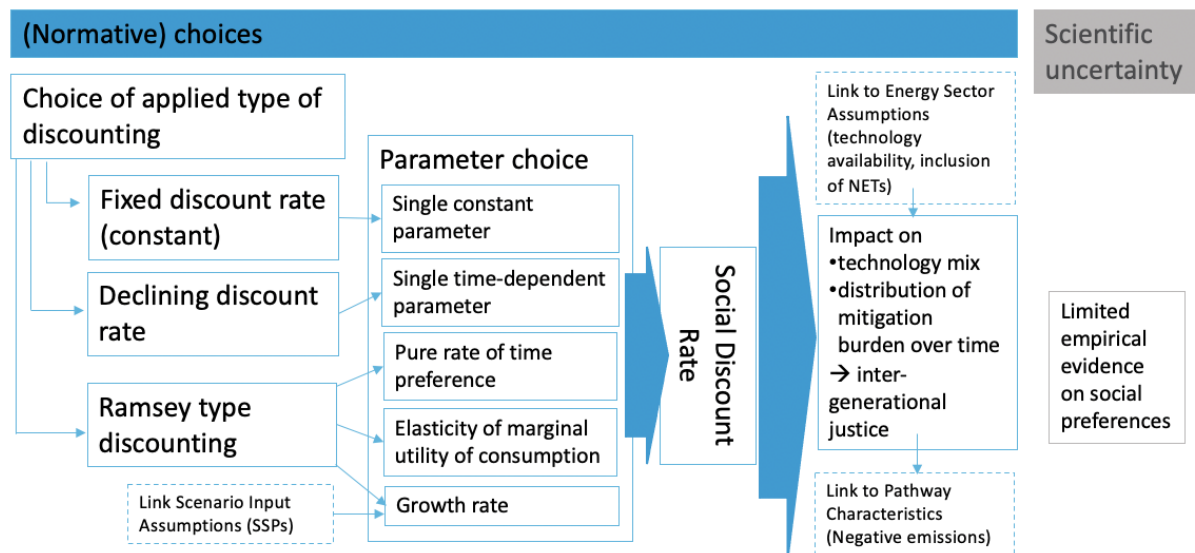 (Normative) choices
Scientific
uncertainty
Choice of applied type of
discounting
Fixed discount rate
(constant)
Declining discount
rate
Ramsey type
discounting
Link Scenario Input
Assumptions (SSPs)
Parameter choice
Single constant
parameter
Single time-dependent
parameter
Pure rate of time
preference
Elasticity of marginal
utility of consumption
Growth rate
Social Discount
Rate
Link to Energy Sector
Assumptions
(technology
availability, inclusion
of NETs)
Impact on
•technology mix
•distribution of
mitigation
burden over time
→ inter-
generational
justice
Link to Pathway
Characteristics
(Negative emissions)
Limited
empirical
evidence
on social
preferences